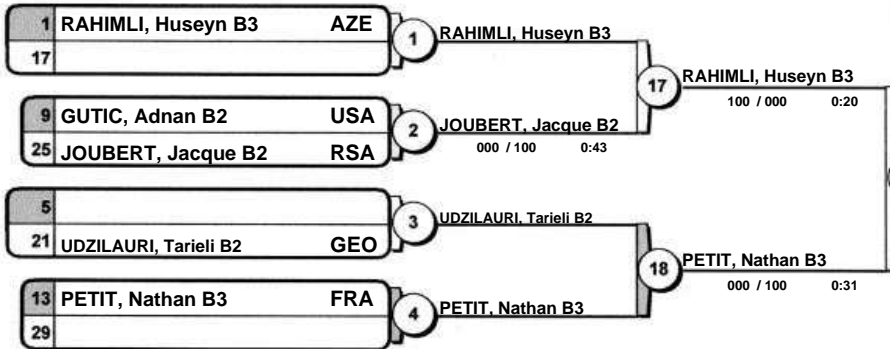 1 RAHIMLI, Huseyn B3 AZE
17
1
RAHIMLI, Huseyn B3
9 GUTIC, Adnan B2 USA
25 JOUBERT, Jacque B2 RSA
2
JOUBERT, Jacque B2
000 / 100 0:43
17
RAHIMLI, Huseyn B3
100 / 000 0:20
5
21 UDZILAURI, Tarieli B2 GEO
3
UDZILAURI, Tarieli B2
13 PETIT, Nathan B3 FRA
29
4
PETIT, Nathan B3
18
PETIT, Nathan B3
000 / 100 0:31